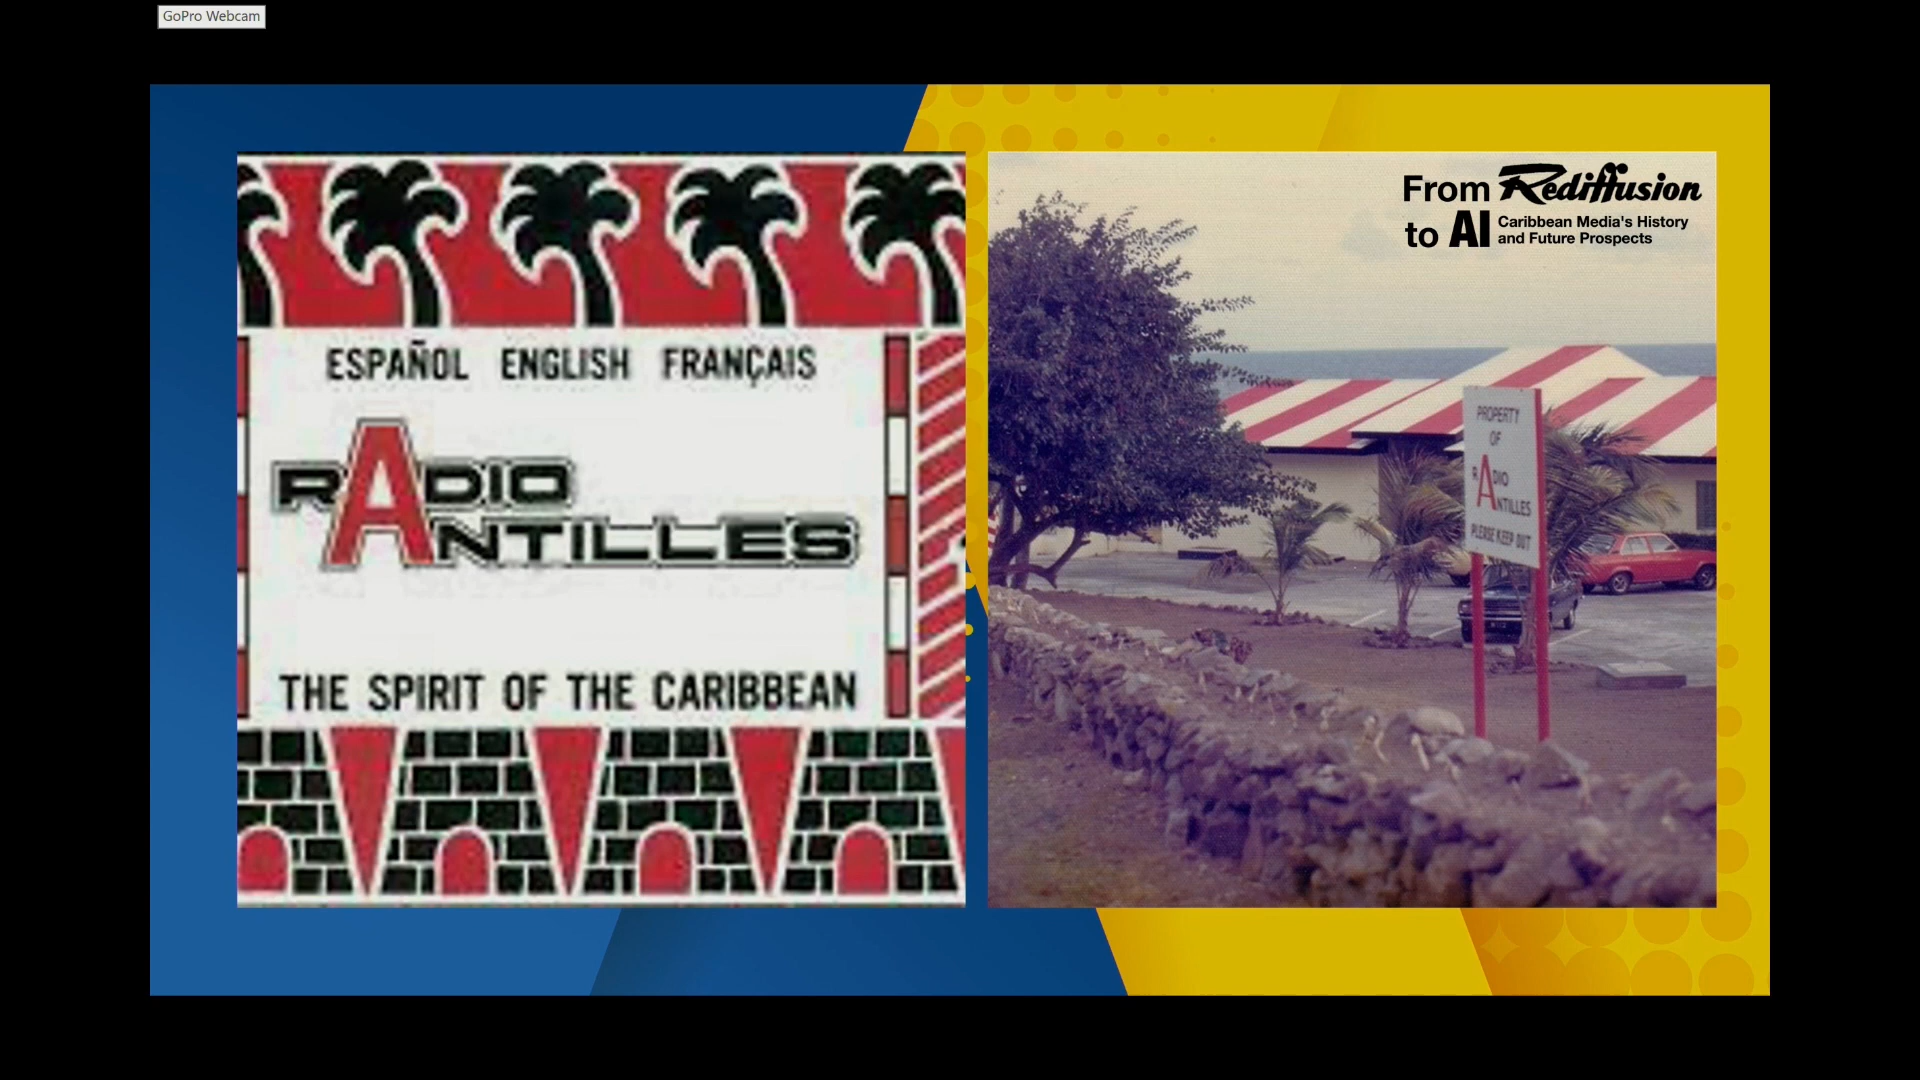 GoPro Webcam
ESPAÑOL ENGLISH FRANÇAIS
RADIO
ANTILLES
THE SPIRIT OF THE CARIBBEAN
From Rediffusion
to AI Caribbean Media's History
and Future Prospects
PROPERTY
OF
RADIO
ANTILLES
PLEASE KEEP OUT